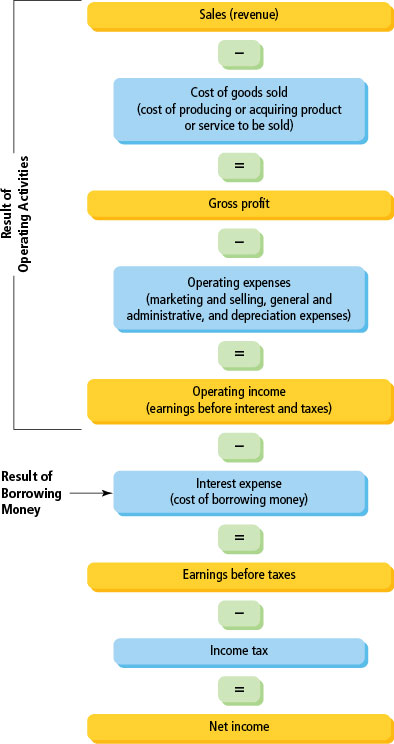 Sales (revenue)
−
Cost of goods sold
(cost of producing or acquiring product
or service to be sold)
=
Gross profit
−
Operating expenses
(marketing and selling, general and
administrative, and depreciation expenses)
=
Operating income
(earnings before interest and taxes)
Result of
Operating Activities
−
Interest expense
(cost of borrowing money)
Result of
Borrowing
Money
=
Earnings before taxes
−
Income tax
=
Net income